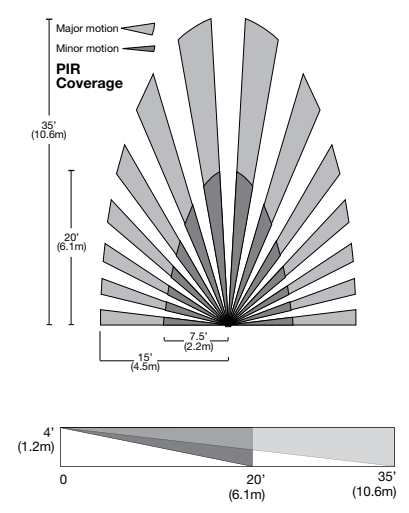 Major motion
Minor motion
PIR
Coverage
35’
(10.6m)
20’
(6.1m)
7.5’
(2.2m)
15’
(4.5m)
4’
(1.2m)
0
20’
(6.1m)
35’
(10.6m)